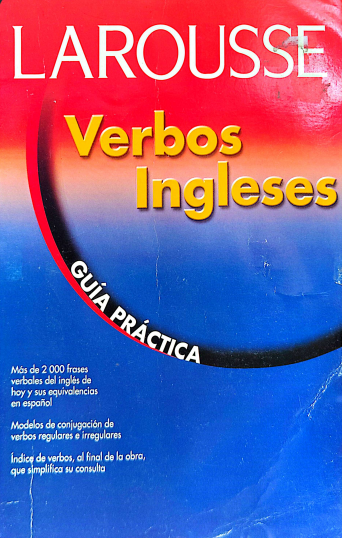 LAROUSSE
Verbos
Ingleses
GUÍA PRÁCTICA
Más de 2 000 frases
verbales del inglés de
hoy y sus equivalencias
en español
Modelos de conjugación de
verbos regulares e irregulares
Índice de verbos, al final de la obra,
que simplifica su consulta